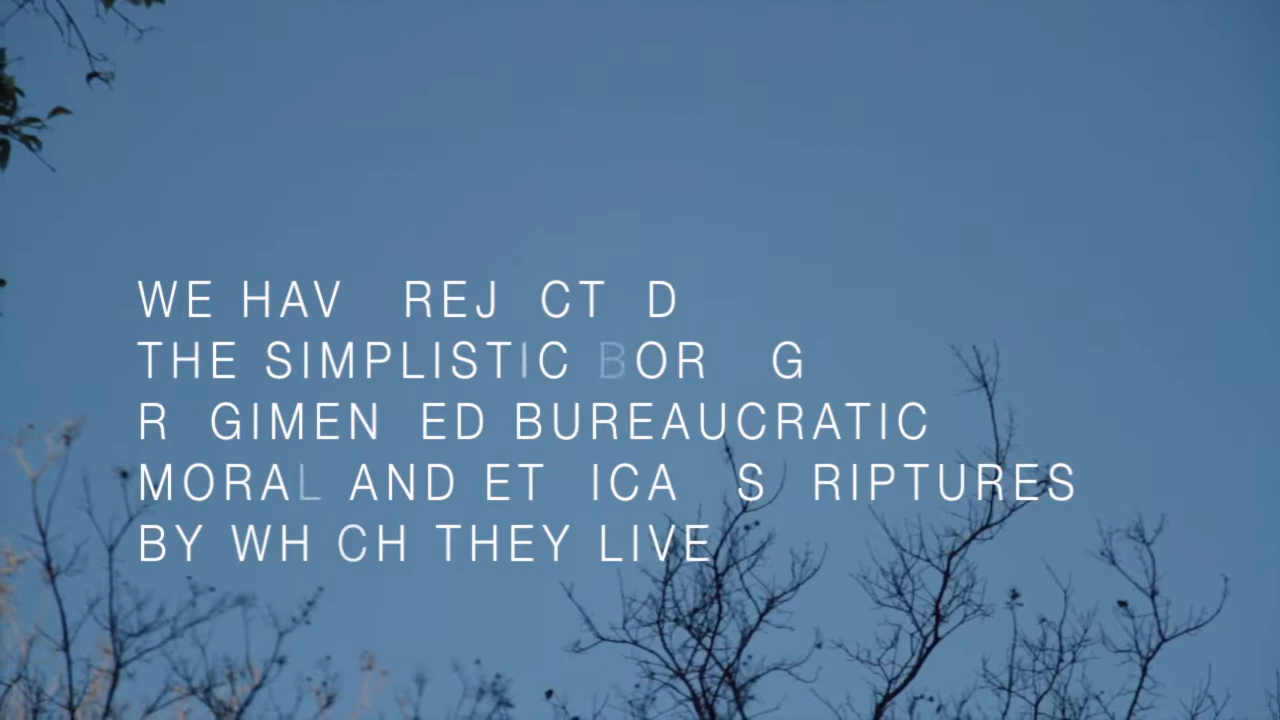 WE HAV REJ CT D
THE SIMPLISTIC BOR G
R GIMEN ED BUREAUCRATIC
MORAL AND ET ICA S RIPTURES
BY WH CH THEY LIVE